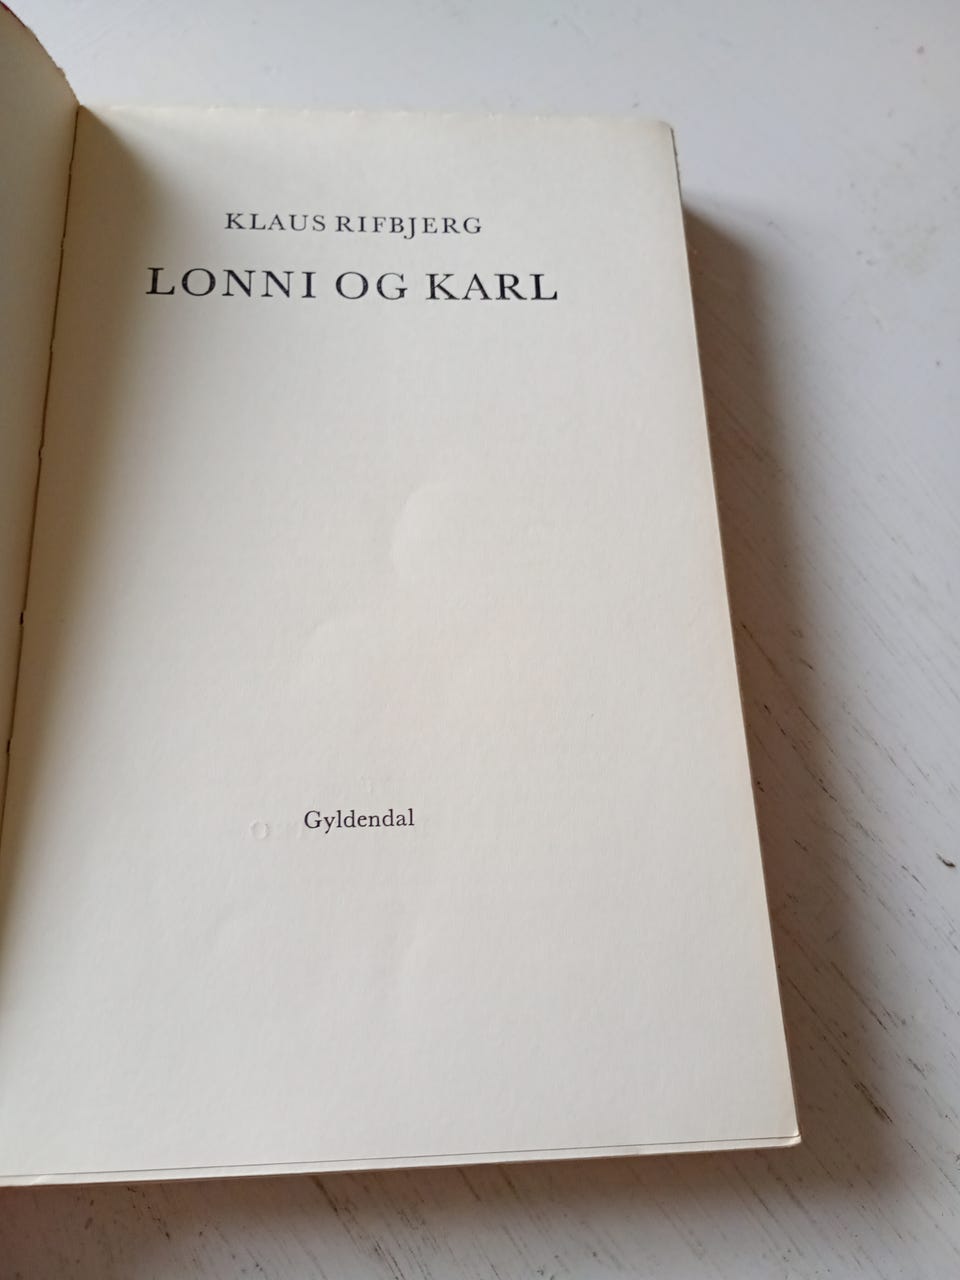 KLAUS RIFBJERG
LONNI OG KARL
Gyldendal